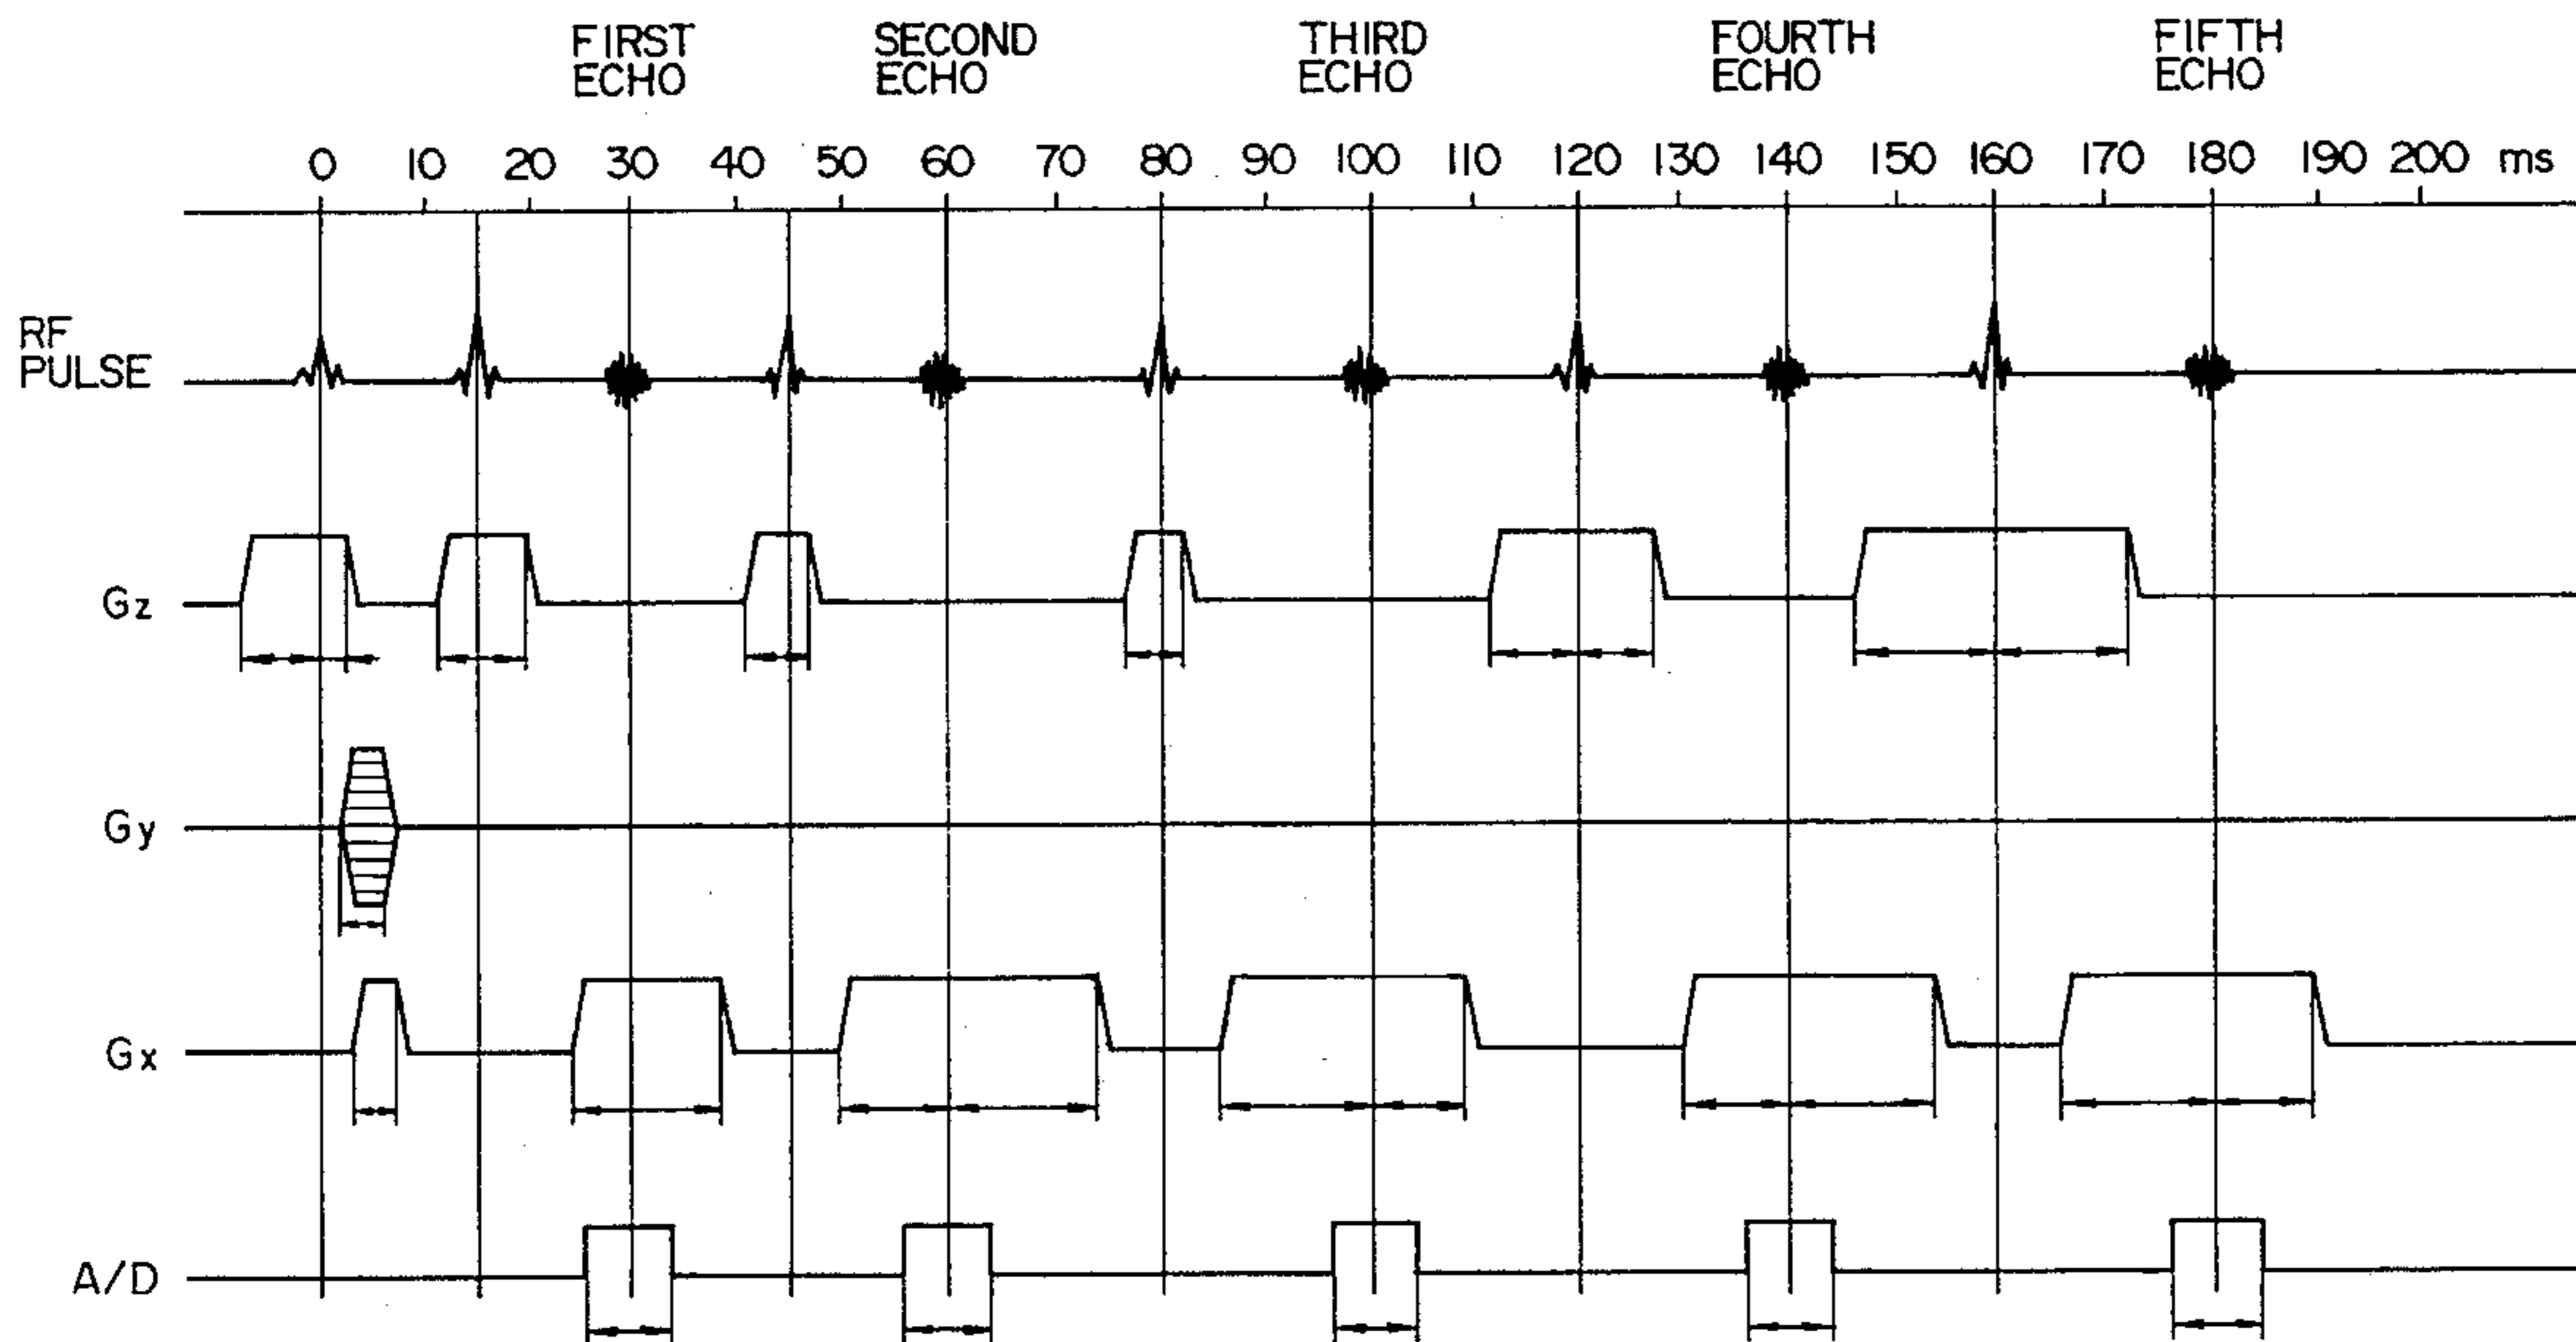 FIRST ECHO
SECOND ECHO
THIRD ECHO
FOURTH ECHO
FIFTH ECHO
0 10 20 30 40 50 60 70 80 90 100 110 120 130 140 150 160 170 180 190 200 ms
RF PULSE
Gz
Gy
Gx
A/D